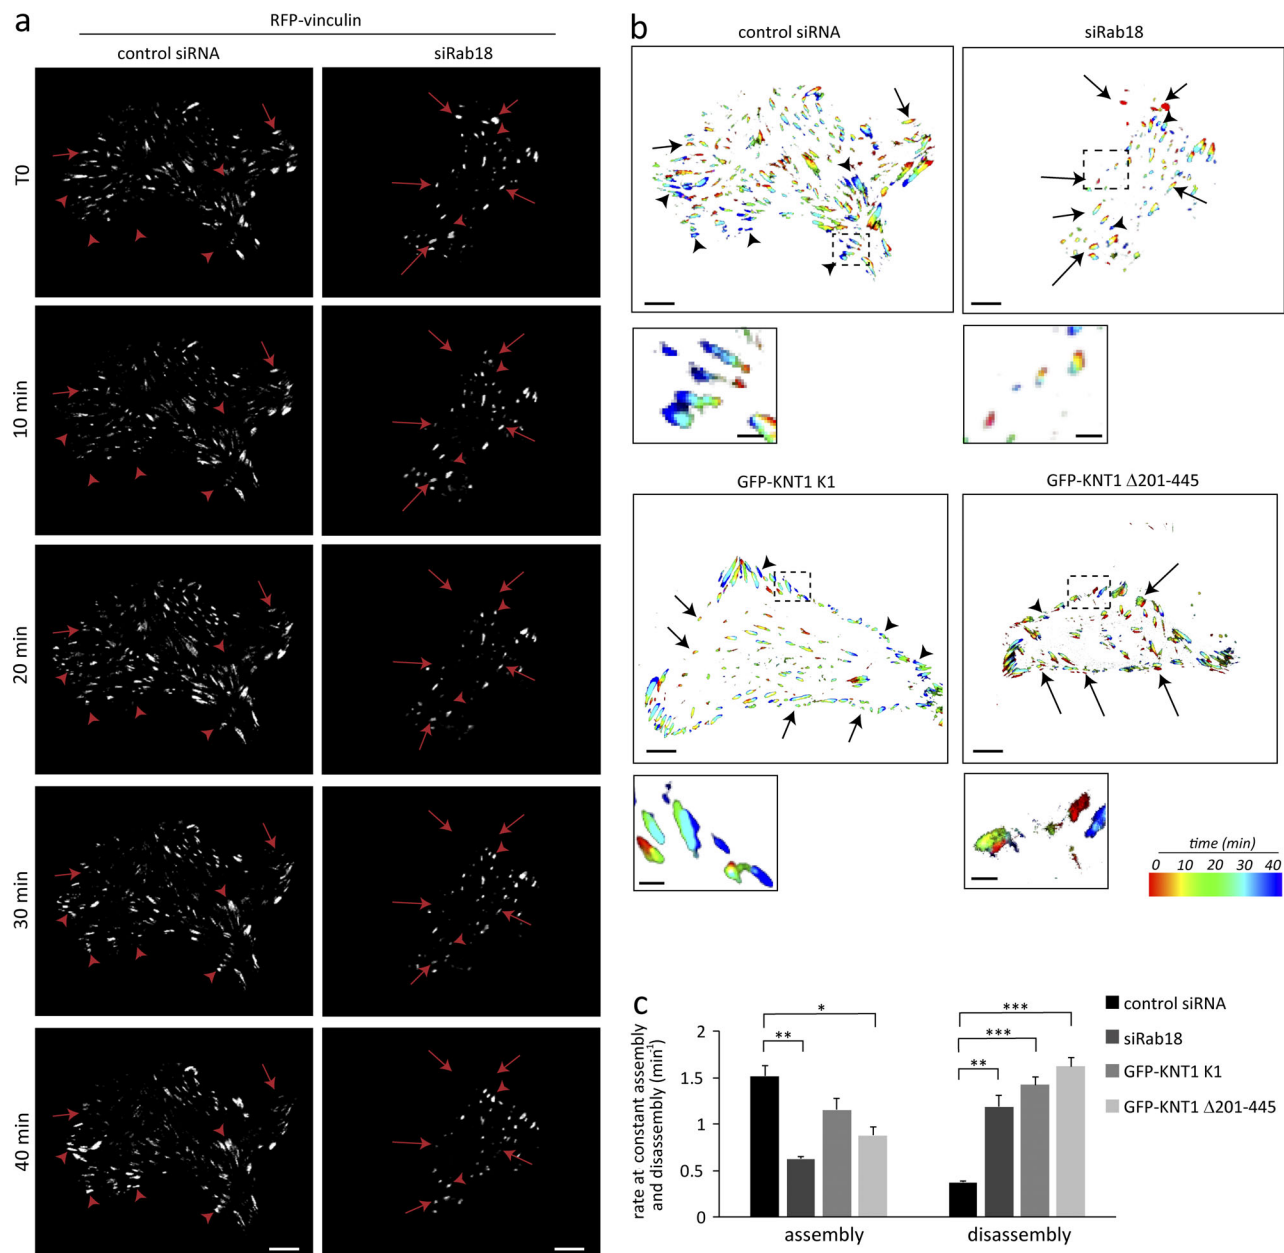 a
RFP-vinculin
control siRNA
siRab18
T0
10 min
20 min
30 min
40 min
b
control siRNA
siRab18
GFP-KNT1 K1
GFP-KNT1 Δ201-445
time (min)
0 10 20 30 40
c
rate at constant assembly
and disassembly (min⁻¹)
2
1.5
1
0.5
0
*
**
***
***
**
assembly
disassembly
control siRNA
siRab18
GFP-KNT1 K1
GFP-KNT1 Δ201-445